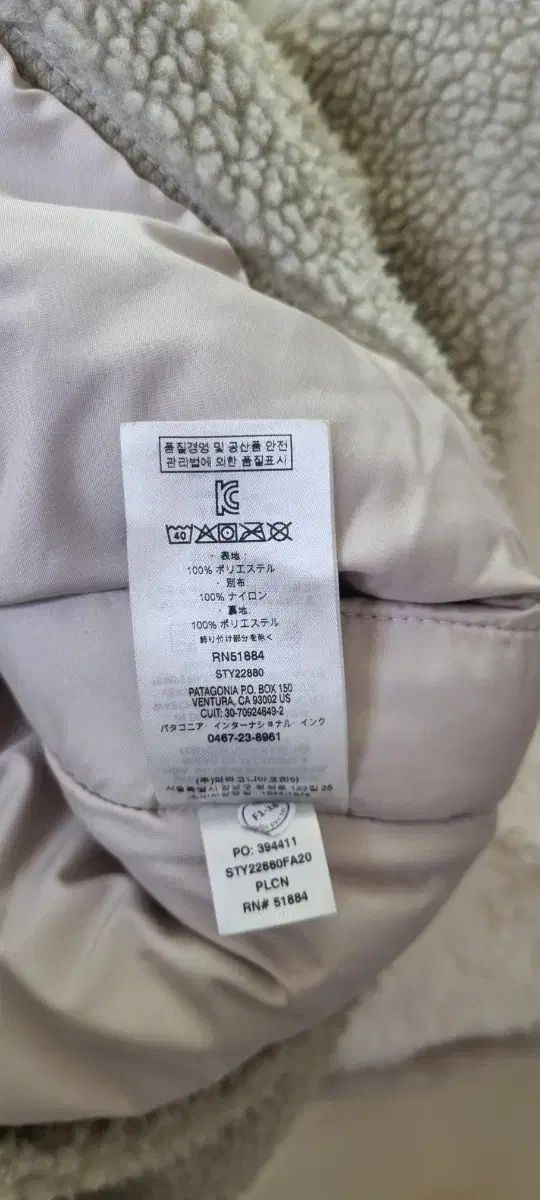 품질경영 및 공산품 안전
관리법에 의한 품질표시
40
· 表地 ·
100% ポリエステル
· 別布 ·
100% ナイロン
· 裏地 ·
100% ポリエステル
飾り付け部分を除く
RN51884
STY22880
PATAGONIA P.O. BOX 150
VENTURA, CA 93002 US
CUIT: 30-70924649-2
パタゴニア・インターナショナル・インク
0467-23-8961
F1-18
PO: 394411
STY22880FA20
PLCN
RN# 51884